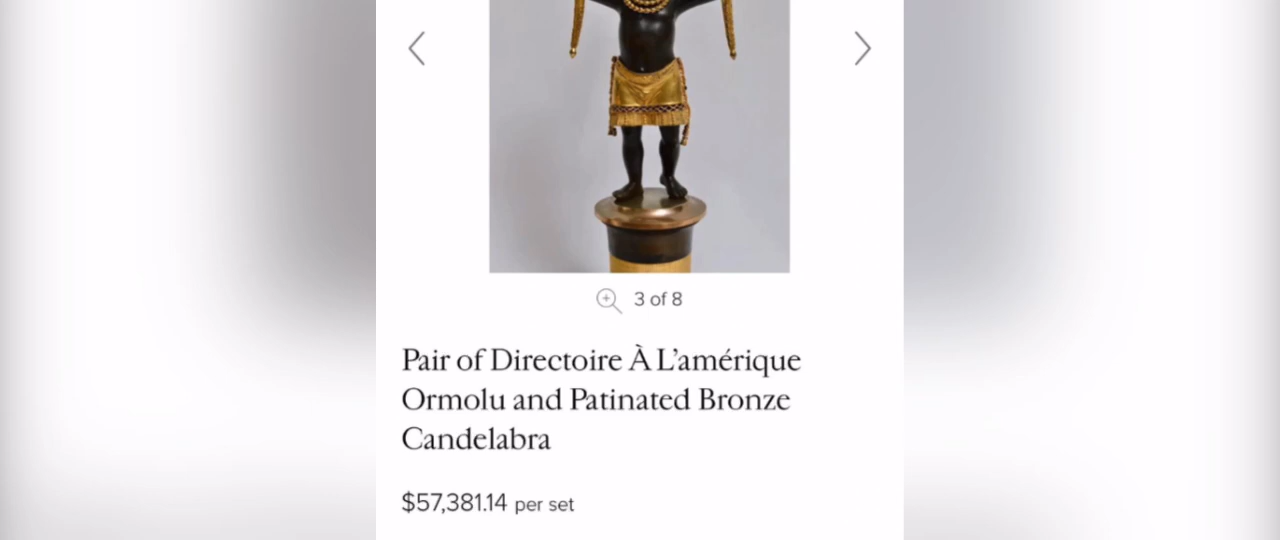 3 of 8
Pair of Directoire À L’amérique
Ormolu and Patinated Bronze
Candelabra
$57,381.14 per set